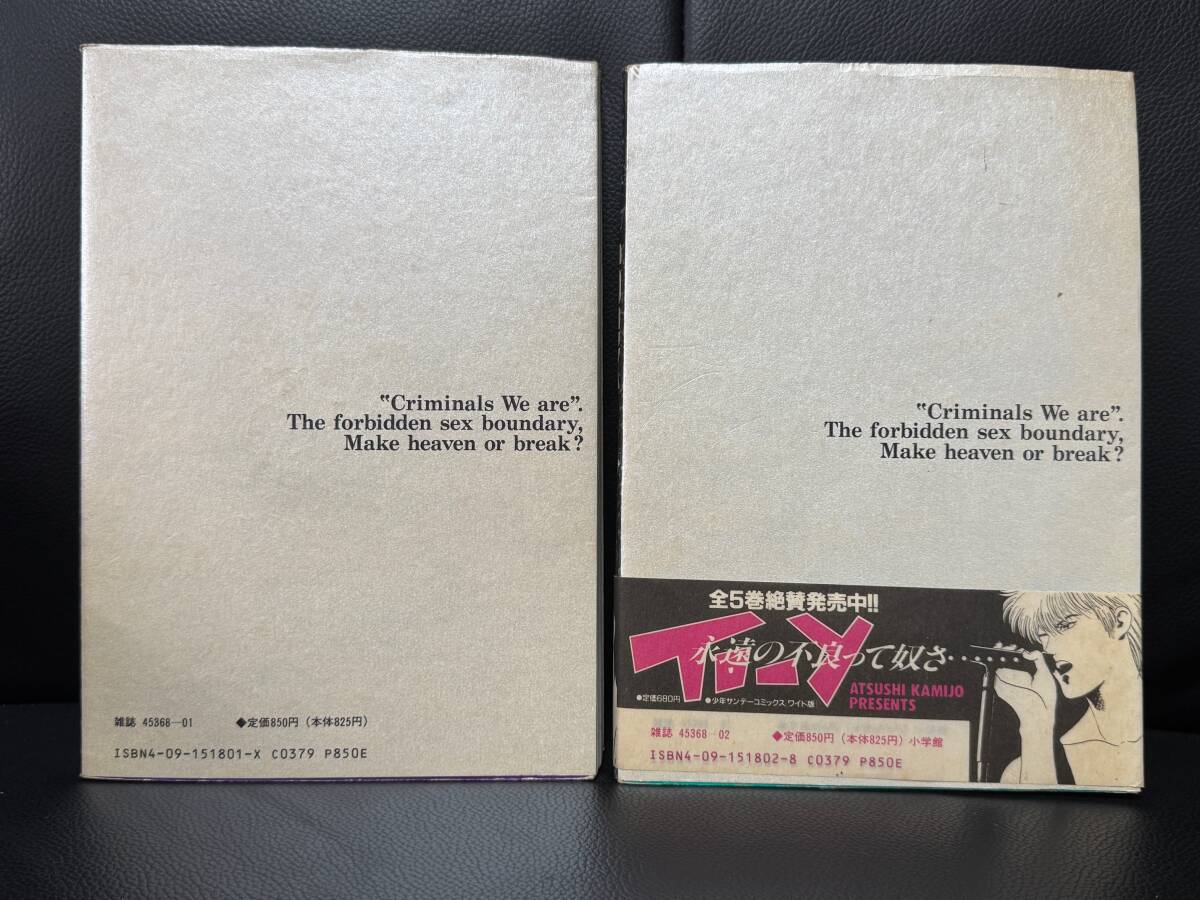 “Criminals We are”.
The forbidden sex boundary,
Make heaven or break?
雑誌 45368—01 ◆定価850円(本体825円)
ISBN4-09-151801-X C0379 P850E
“Criminals We are”.
The forbidden sex boundary,
Make heaven or break?
全5巻絶賛発売中!!
To-y
永遠の不良って奴さ‥‥‥
●定価680円 ●少年サンデーコミックス〈ワイド版〉
ATSUSHI KAMIJO
PRESENTS
雑誌 45368—02 ◆定価850円(本体825円)小学館
ISBN4-09-151802-8 C0379 P850E